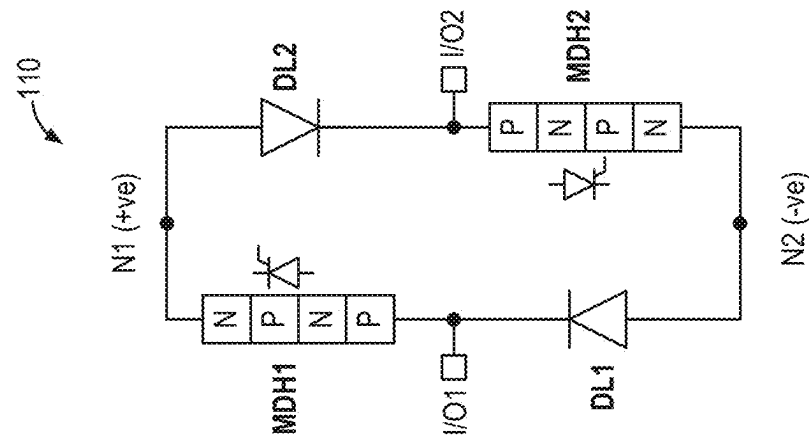 110
N1 (+ve)
DL2
I/O2
MDH2
P
N
P
N
N
P
N
P
MDH1
I/O1
DL1
N2 (-ve)